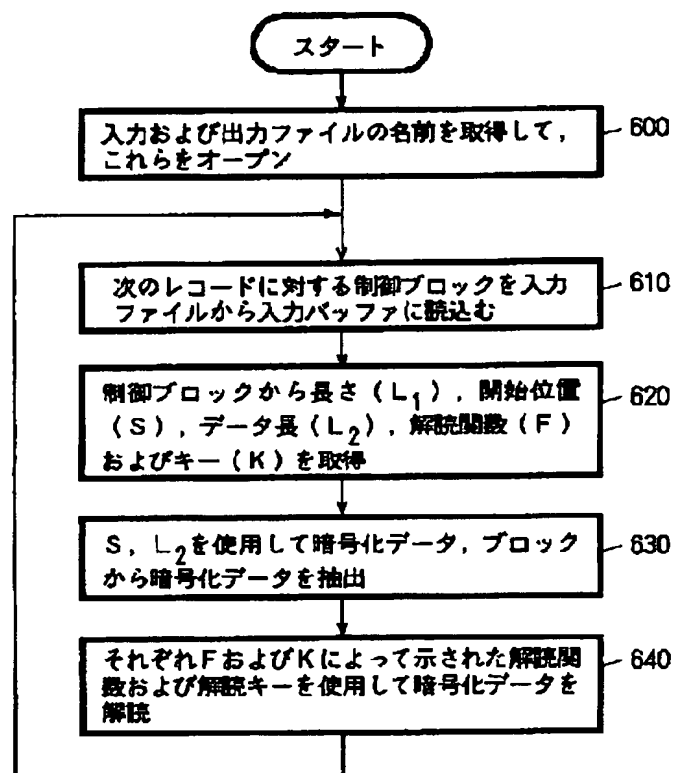 スタート
入力および出力ファイルの名前を取得して,
これらをオープン
600
次のレコードに対する制御ブロックを入力
ファイルから入力バッファに読込む
610
制御ブロックから長さ(L₁),開始位置
(S),データ長(L₂),解読関数(F)
およびキー(K)を取得
620
S,L₂を使用して暗号化データ,ブロック
から暗号化データを抽出
630
それぞれFおよびKによって示された解読関
数および解読キーを使用して暗号化データを
解読
640